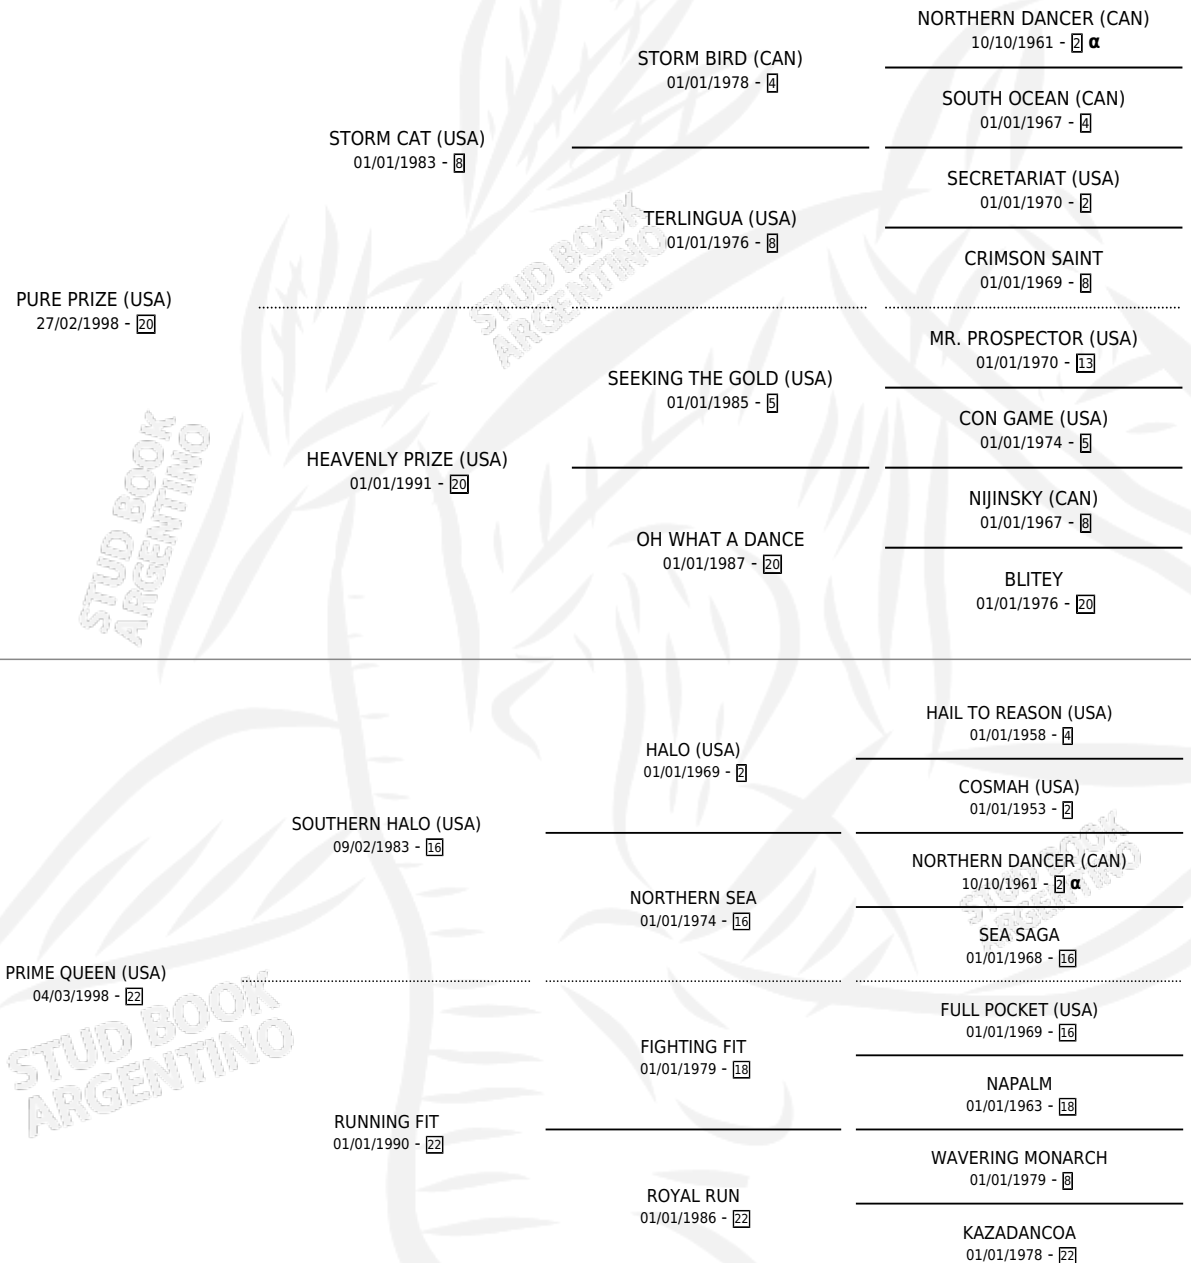 NORTHERN DANCER (CAN)
10/10/1961 - 2 α
STORM BIRD (CAN)
01/01/1978 - 4
SOUTH OCEAN (CAN)
01/01/1967 - 4
STORM CAT (USA)
01/01/1983 - 8
SECRETARIAT (USA)
01/01/1970 - 2
TERLINGUA (USA)
01/01/1976 - 8
CRIMSON SAINT
01/01/1969 - 8
PURE PRIZE (USA)
27/02/1998 - 20
MR. PROSPECTOR (USA)
01/01/1970 - 13
SEEKING THE GOLD (USA)
01/01/1985 - 5
CON GAME (USA)
01/01/1974 - 5
HEAVENLY PRIZE (USA)
01/01/1991 - 20
NIJINSKY (CAN)
01/01/1967 - 8
OH WHAT A DANCE
01/01/1987 - 20
BLITEY
01/01/1976 - 20
HAIL TO REASON (USA)
01/01/1958 - 4
HALO (USA)
01/01/1969 - 2
COSMAH (USA)
01/01/1953 - 2
SOUTHERN HALO (USA)
09/02/1983 - 16
NORTHERN DANCER (CAN)
10/10/1961 - 2 α
NORTHERN SEA
01/01/1974 - 16
SEA SAGA
01/01/1968 - 16
PRIME QUEEN (USA)
04/03/1998 - 22
FULL POCKET (USA)
01/01/1969 - 16
FIGHTING FIT
01/01/1979 - 18
NAPALM
01/01/1963 - 18
RUNNING FIT
01/01/1990 - 22
WAVERING MONARCH
01/01/1979 - 8
ROYAL RUN
01/01/1986 - 22
KAZADANCOA
01/01/1978 - 22
STUD BOOK
ARGENTINO
STUD BOOK
ARGENTINO
STUD BOOK
ARGENTINO
STUD BOOK
ARGENTINO